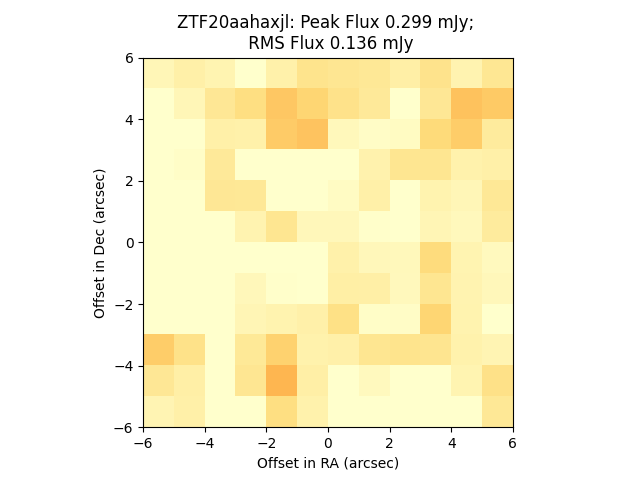 ZTF20aahaxjl: Peak Flux 0.299 mJy;
RMS Flux 0.136 mJy
6
4
2
0
−2
−4
−6
Offset in Dec (arcsec)
−6 −4 −2 0 2 4 6
Offset in RA (arcsec)